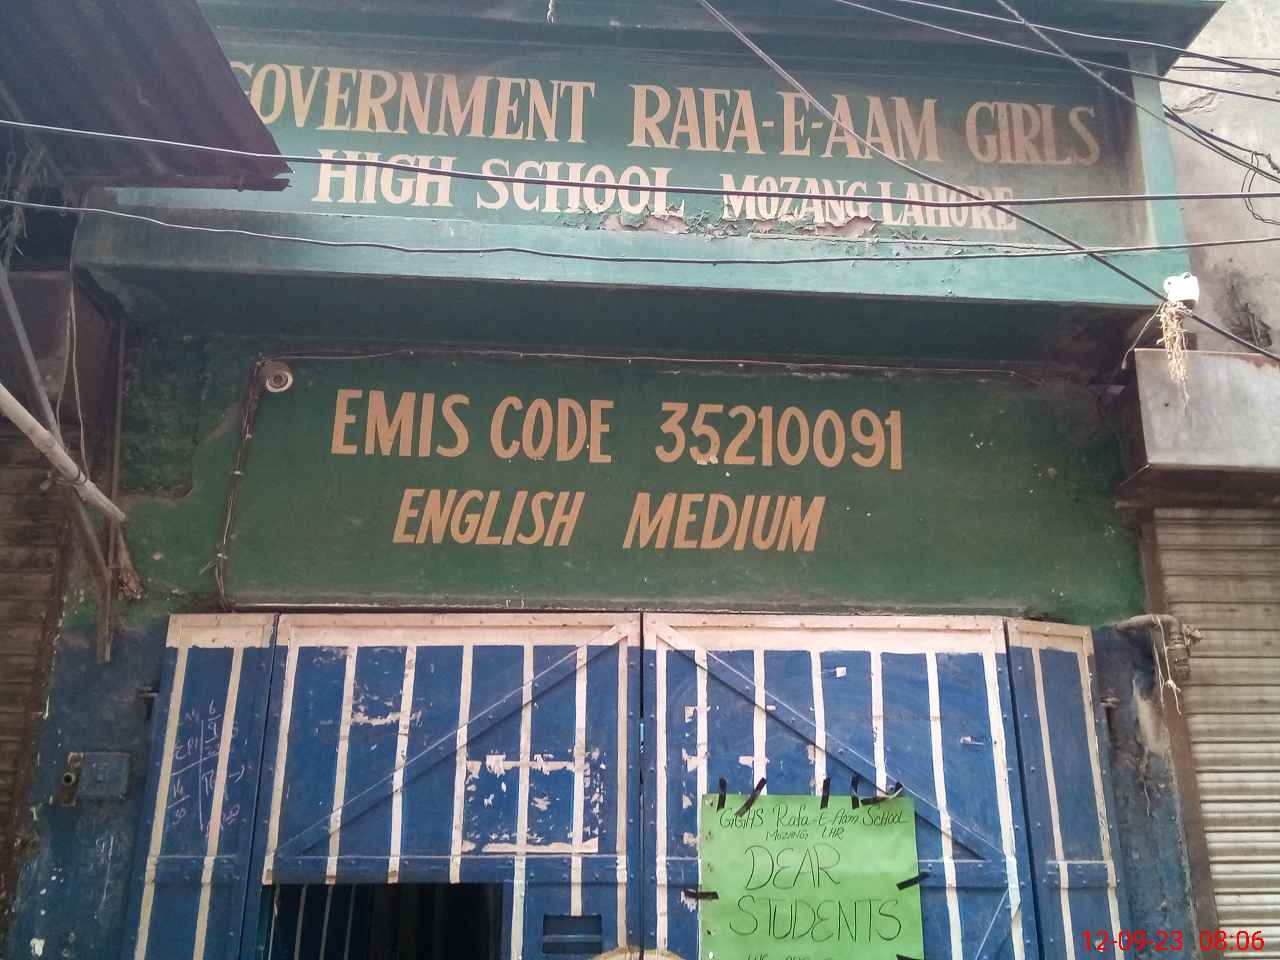 GOVERNMENT RAFA-E-AAM GIRLS
HIGH SCHOOL MOZANG LAHORE
EMIS CODE 35210091
ENGLISH MEDIUM
GGHS Rafa-E-Aam School
MOZANG, LHR
DEAR
STUDENTS
12-09-23 08:06